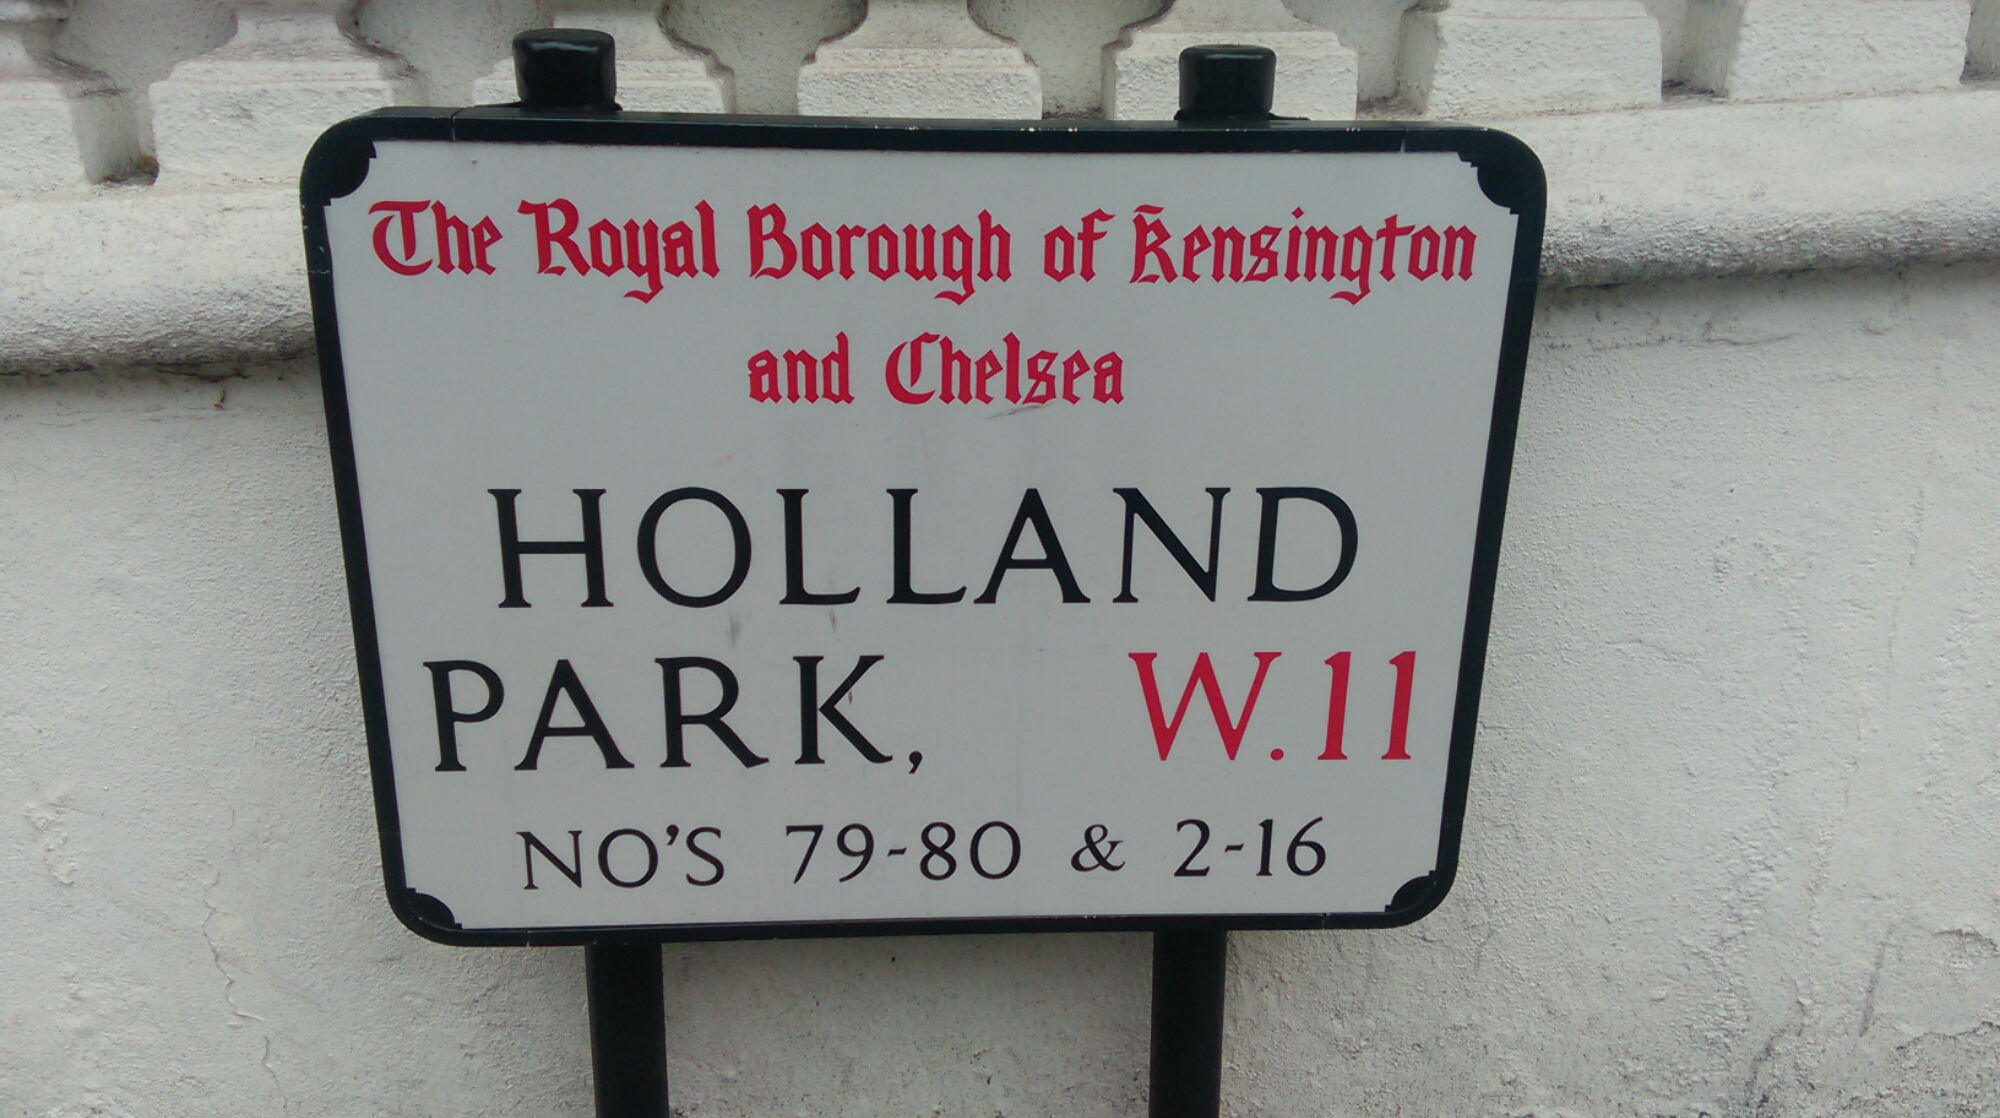 The Royal Borough of Kensington
and Chelsea
HOLLAND
PARK, W.11
NO'S 79-80 & 2-16